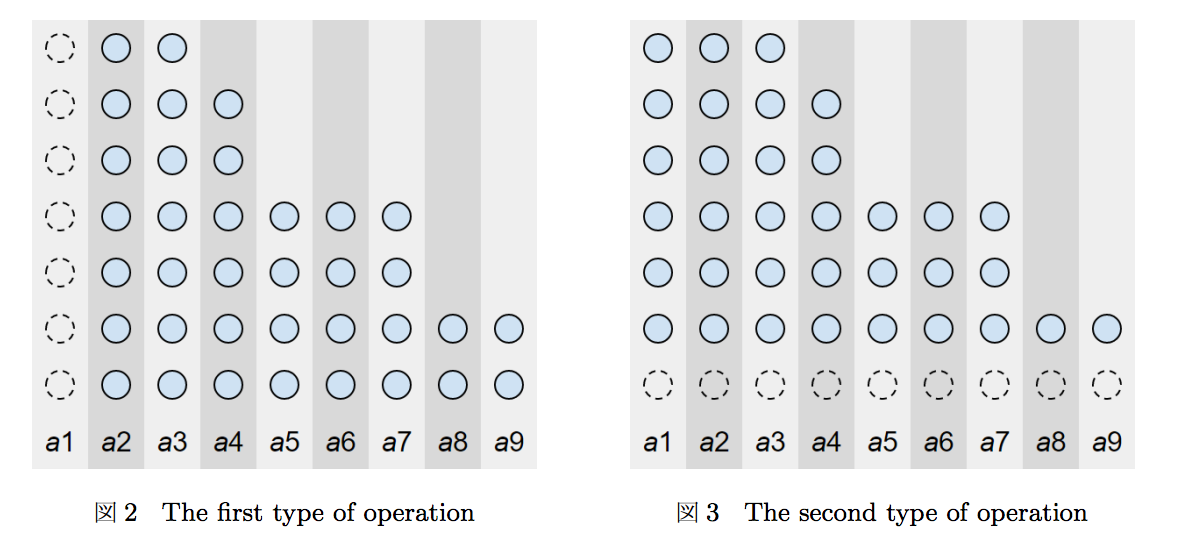 a1 a2 a3 a4 a5 a6 a7 a8 a9
a1 a2 a3 a4 a5 a6 a7 a8 a9
図 2 The first type of operation
図 3 The second type of operation